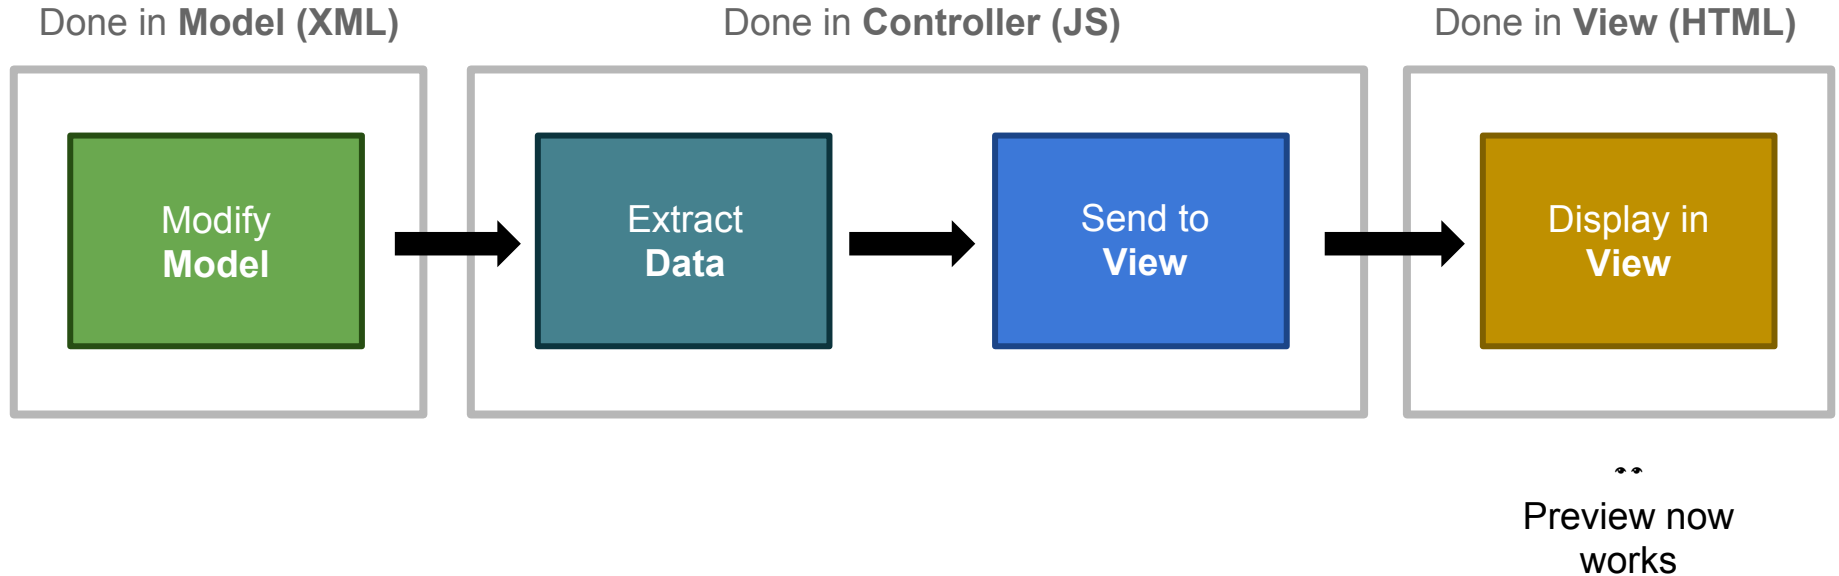 Done in Model (XML)
Done in Controller (JS)
Done in View (HTML)
Modify
Model
Extract
Data
Send to
View
Display in
View
Preview now
works